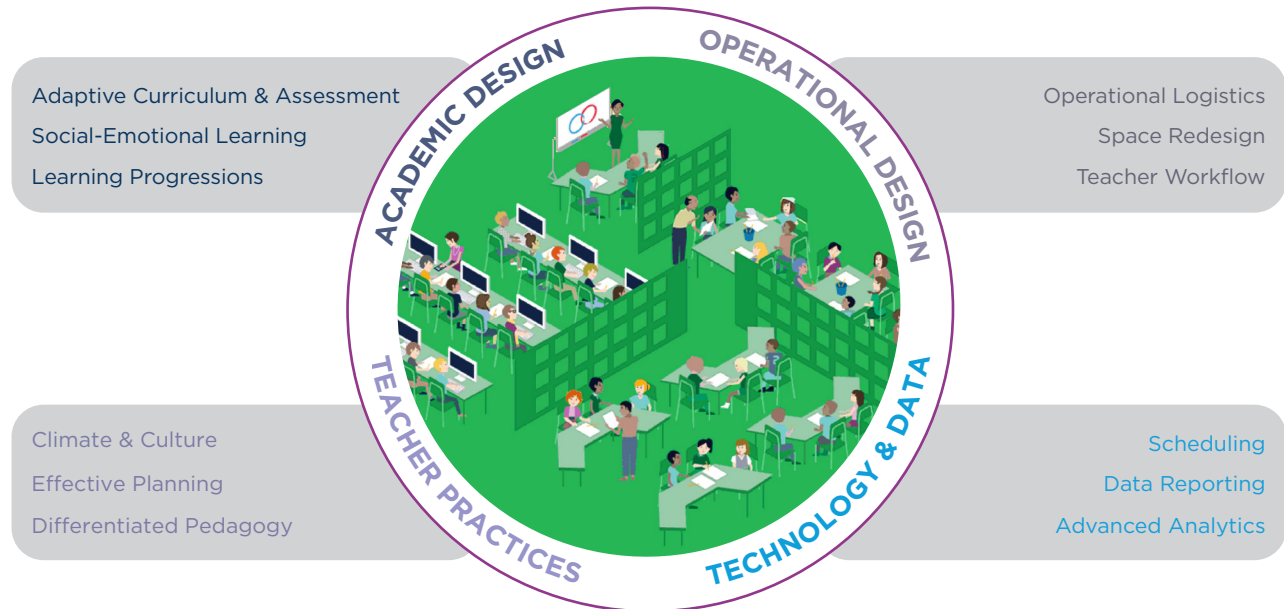 ACADEMIC DESIGN
OPERATIONAL DESIGN
Adaptive Curriculum & Assessment
Social-Emotional Learning
Learning Progressions
Operational Logistics
Space Redesign
Teacher Workflow
TEACHER PRACTICES
TECHNOLOGY & DATA
Climate & Culture
Effective Planning
Differentiated Pedagogy
Scheduling
Data Reporting
Advanced Analytics